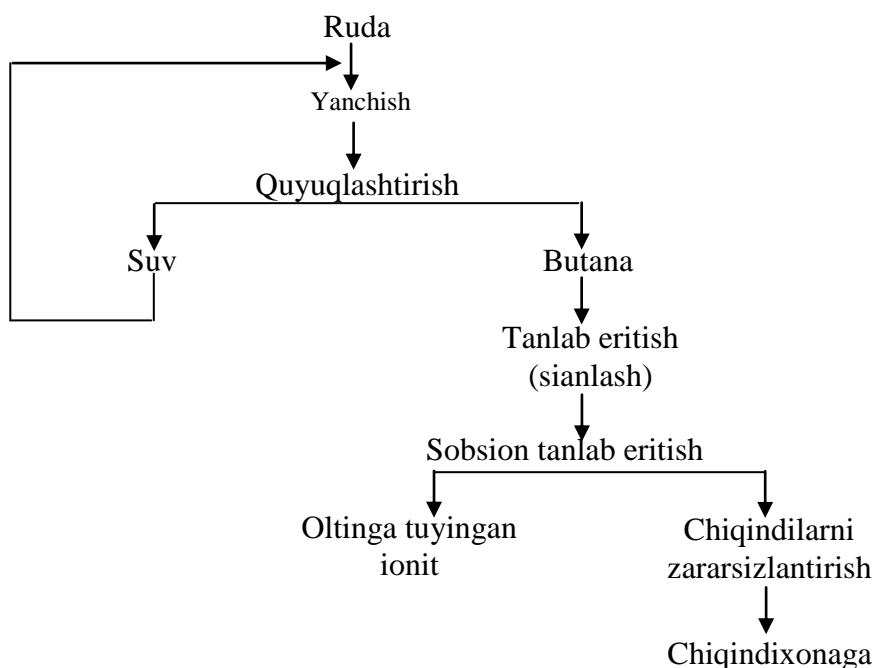 Ruda
Yanchish
Quyuqlashtirish
Suv
Butana
Tanlab eritish
(sianlash)
Sobsion tanlab eritish
Oltinga tuyingan
ionit
Chiqindilarni
zararsizlantirish
Chiqindixonaga